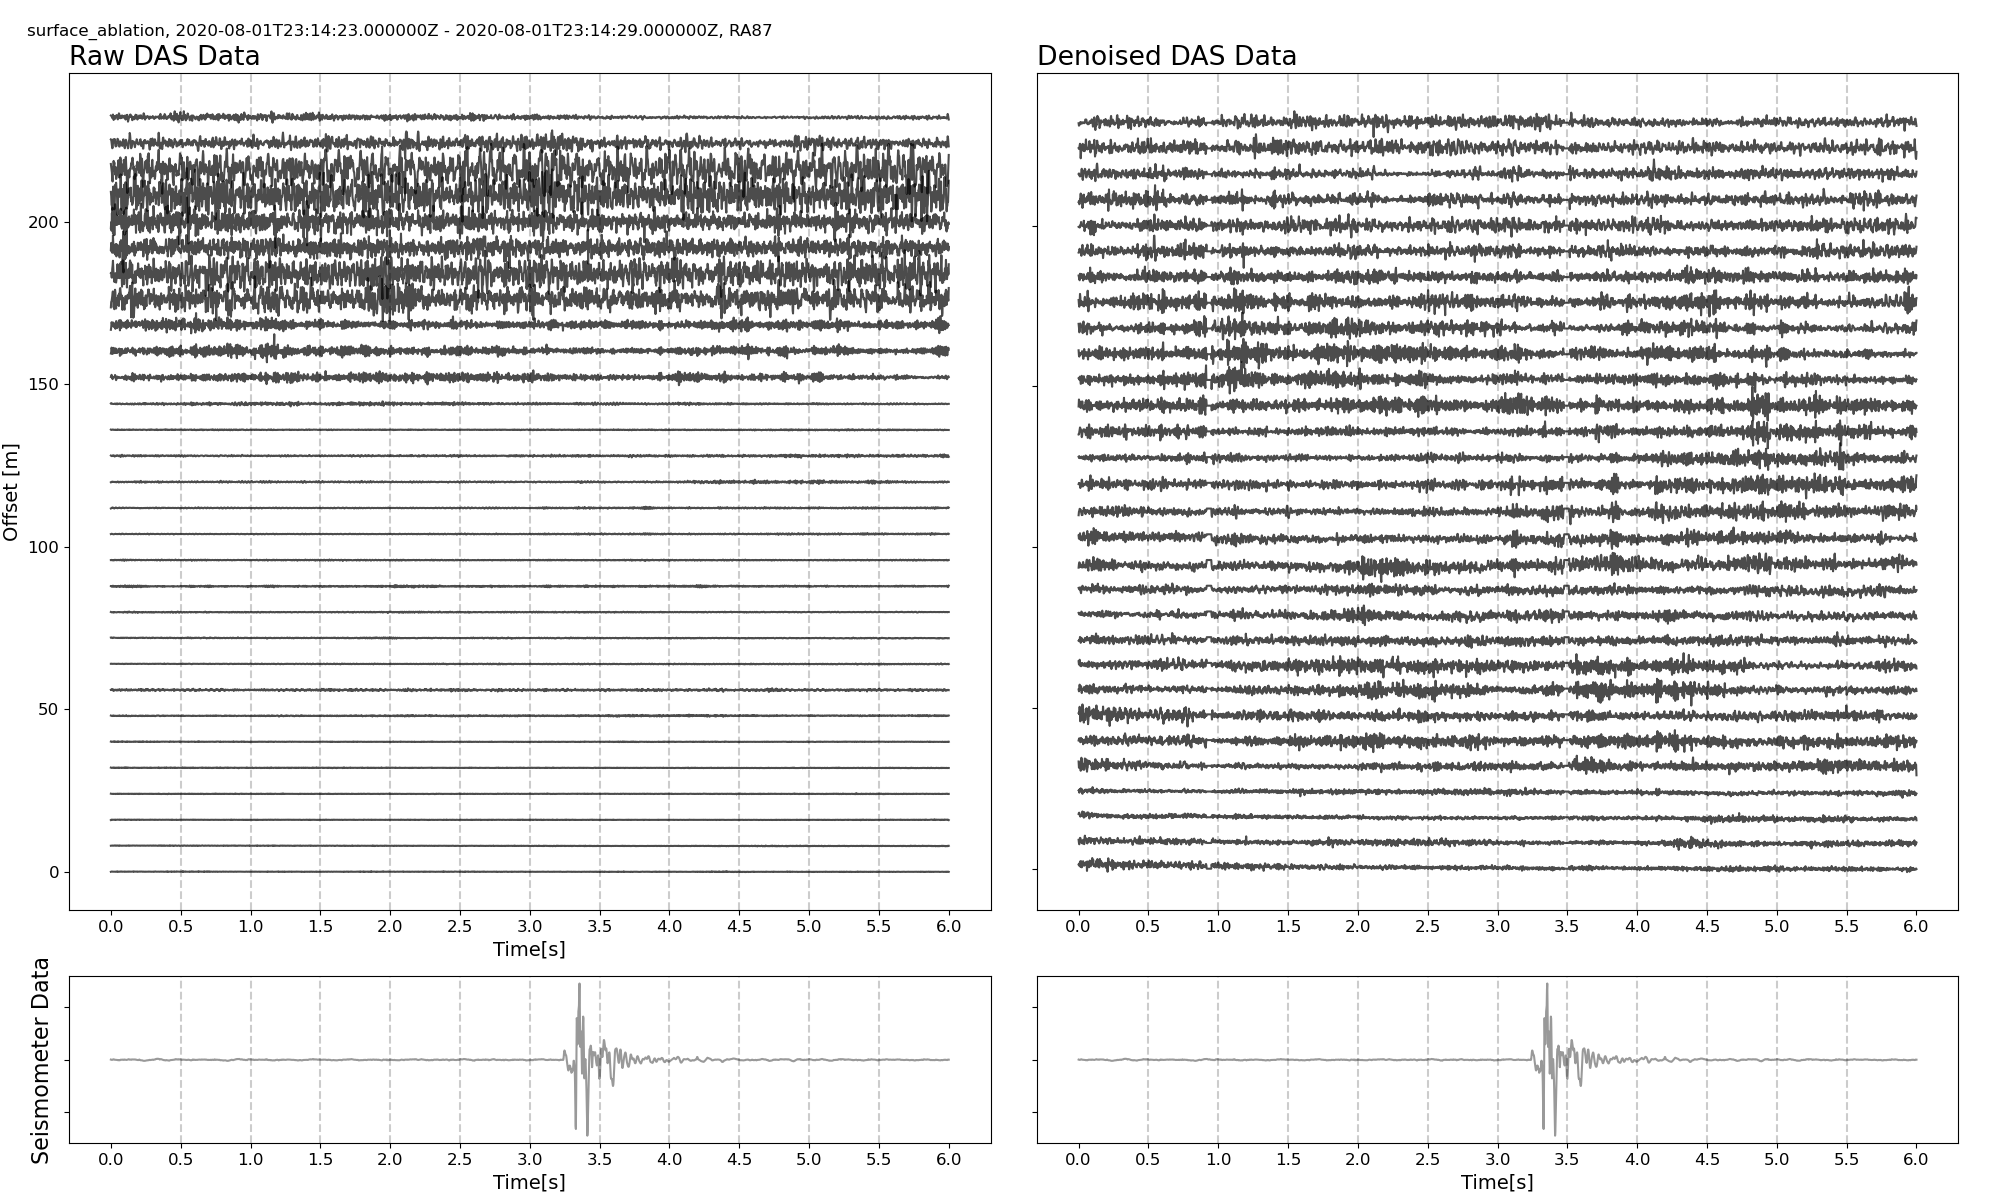 surface_ablation, 2020-08-01T23:14:23.000000Z - 2020-08-01T23:14:29.000000Z, RA87
Raw DAS Data
Denoised DAS Data
Offset [m]
200
150
100
50
0
0.0 0.5 1.0 1.5 2.0 2.5 3.0 3.5 4.0 4.5 5.0 5.5 6.0
Time[s]
0.0 0.5 1.0 1.5 2.0 2.5 3.0 3.5 4.0 4.5 5.0 5.5 6.0
Seismometer Data
0.0 0.5 1.0 1.5 2.0 2.5 3.0 3.5 4.0 4.5 5.0 5.5 6.0
Time[s]
0.0 0.5 1.0 1.5 2.0 2.5 3.0 3.5 4.0 4.5 5.0 5.5 6.0
Time[s]